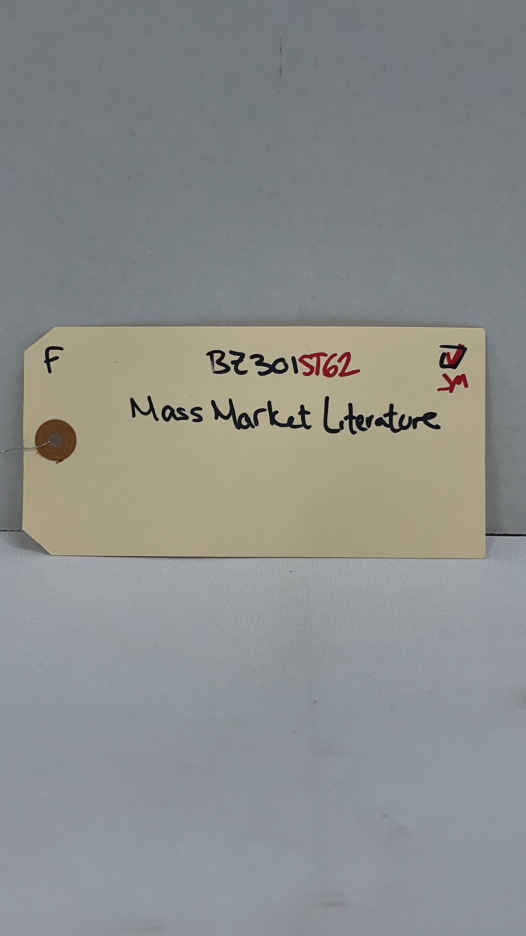 F BZ301ST62
JM
Mass Market Literature